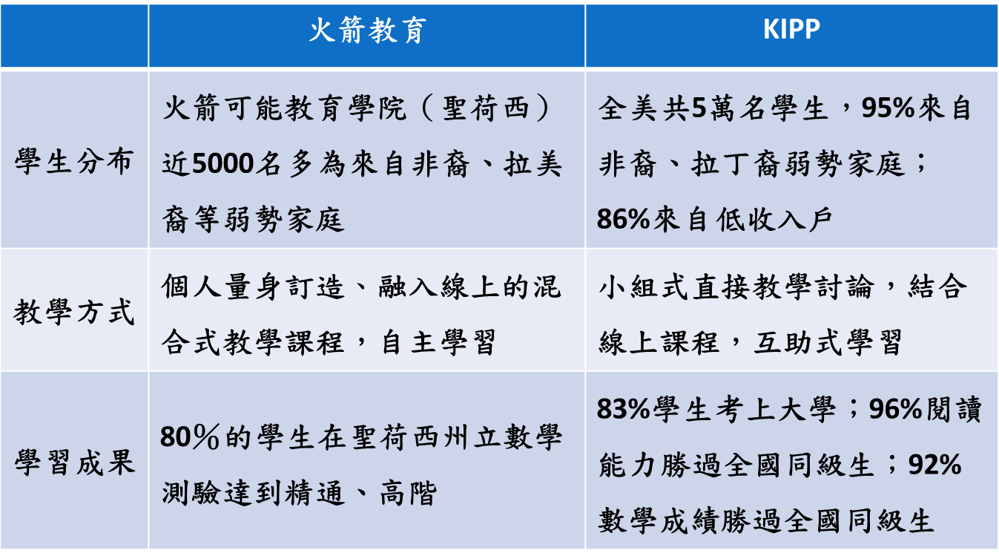 火箭教育
KIPP
學生分布
火箭可能教育學院（聖荷西）
近5000名多為來自非裔、拉美
裔等弱勢家庭
全美共5萬名學生，95%來自
非裔、拉丁裔弱勢家庭；
86%來自低收入戶
教學方式
個人量身訂造、融入線上的混
合式教學課程，自主學習
小組式直接教學討論，結合
線上課程，互助式學習
學習成果
80％的學生在聖荷西州立數學
測驗達到精通、高階
83%學生考上大學；96%閱讀
能力勝過全國同級生；92%
數學成績勝過全國同級生